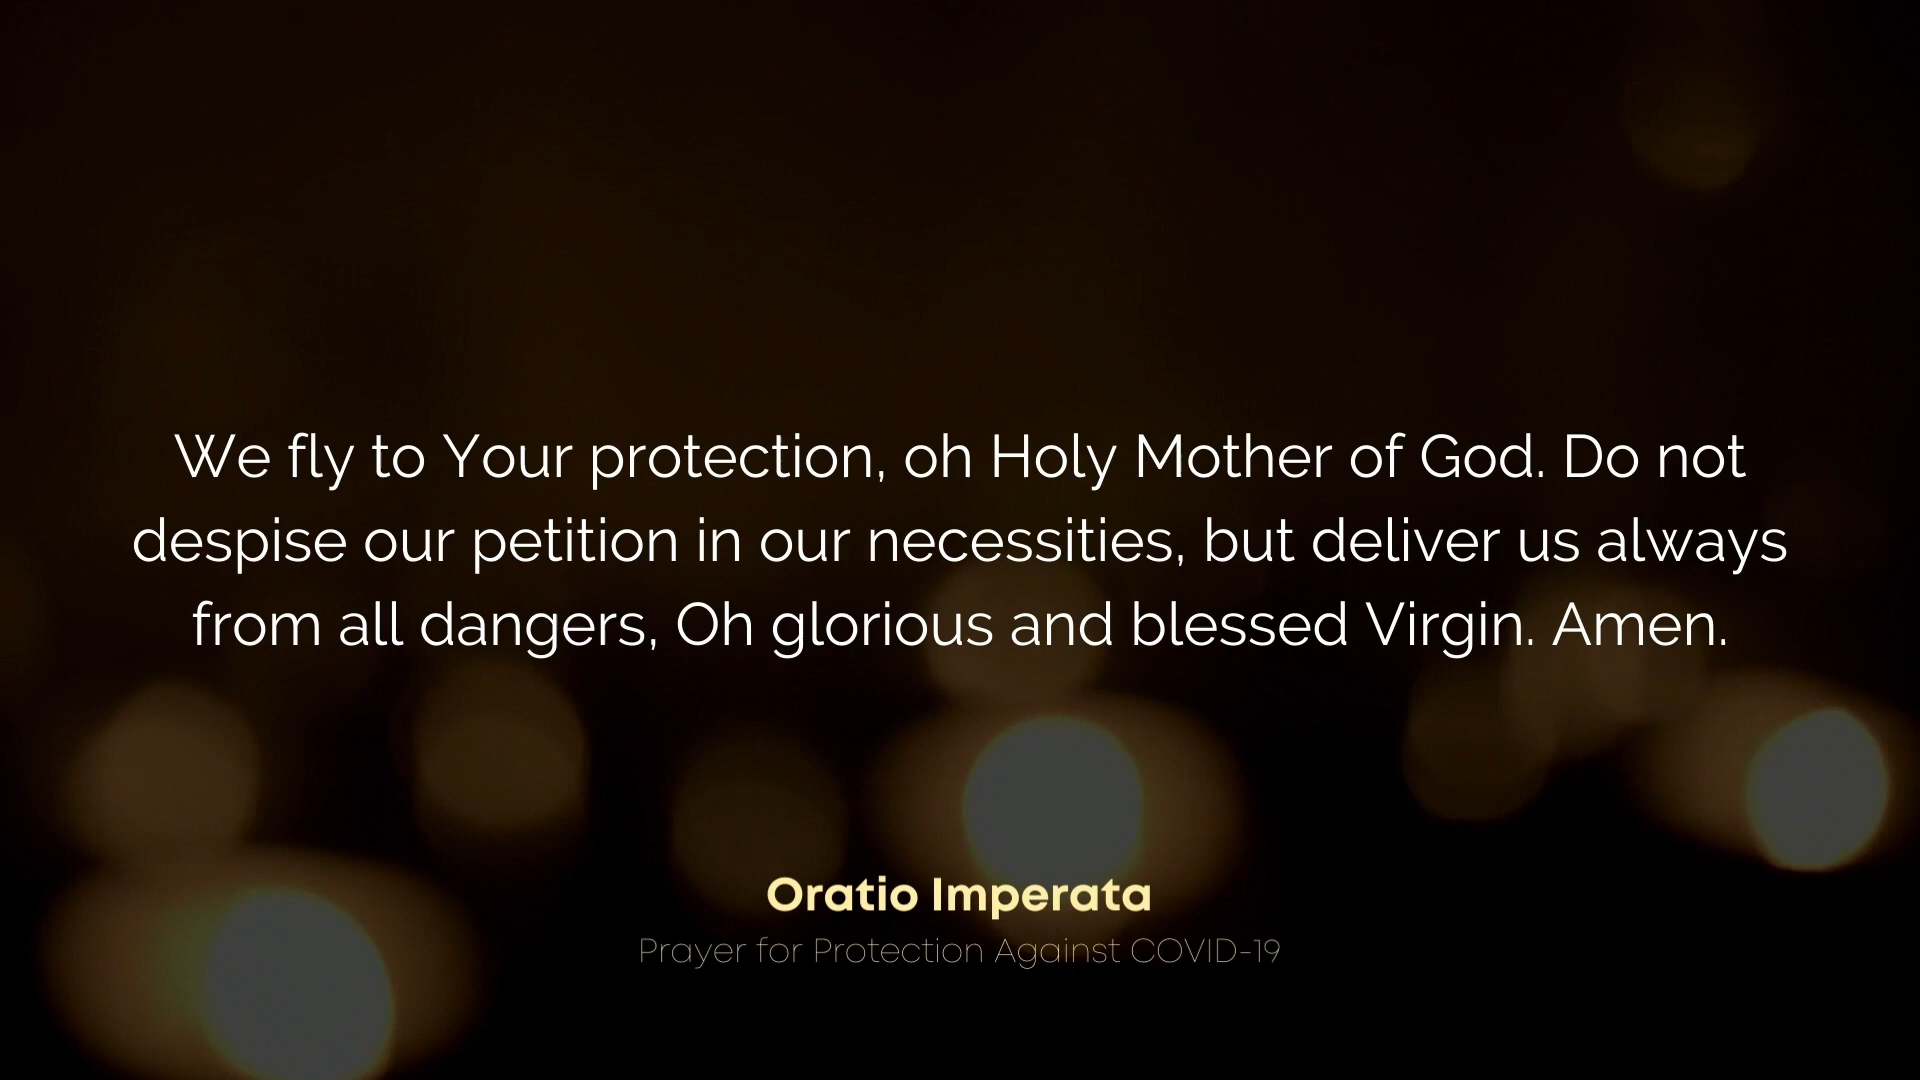 We fly to Your protection, oh Holy Mother of God. Do not
despise our petition in our necessities, but deliver us always
from all dangers, Oh glorious and blessed Virgin. Amen.
Oratio Imperata
Prayer for Protection Against COVID-19